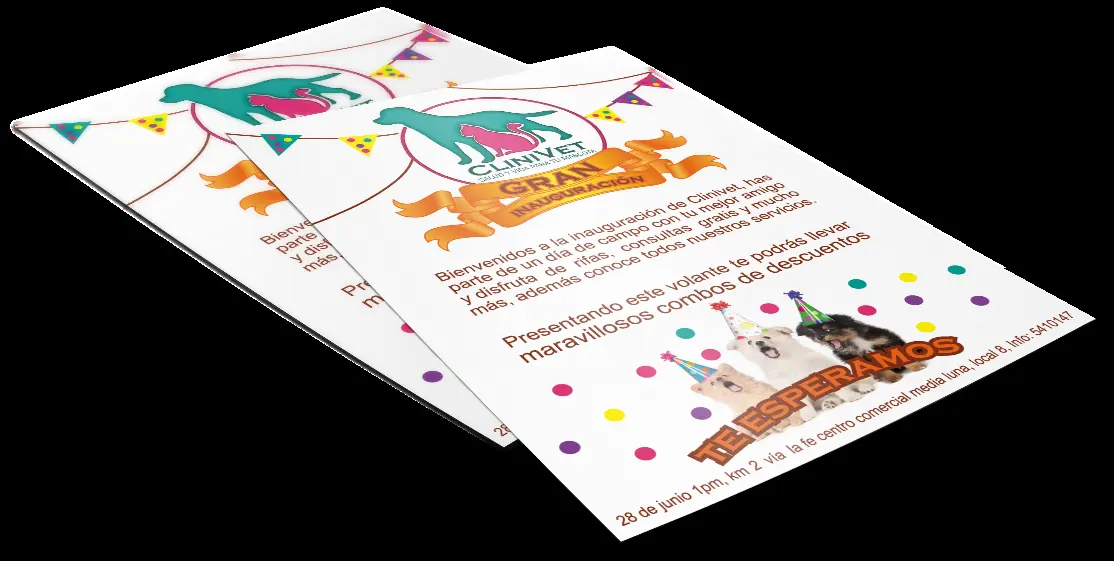 CLINIVET
SALUD Y VIDA PARA TU MASCOTA
GRAN
INAUGURACIÓN
Bienvenidos a la inauguración de Clinivet, has
parte de un día de campo con tu mejor amigo
y disfruta de rifas, consultas gratis y mucho
más, además conoce todos nuestros servicios.
Presentando este volante te podrás llevar
maravillosos combos de descuentos
TE ESPERAMOS
28 de junio 1pm, km 2 vía la fe centro comercial media luna, local 8, Info: 5410147
Bienve
parte
y disf
más
Pre
m
28